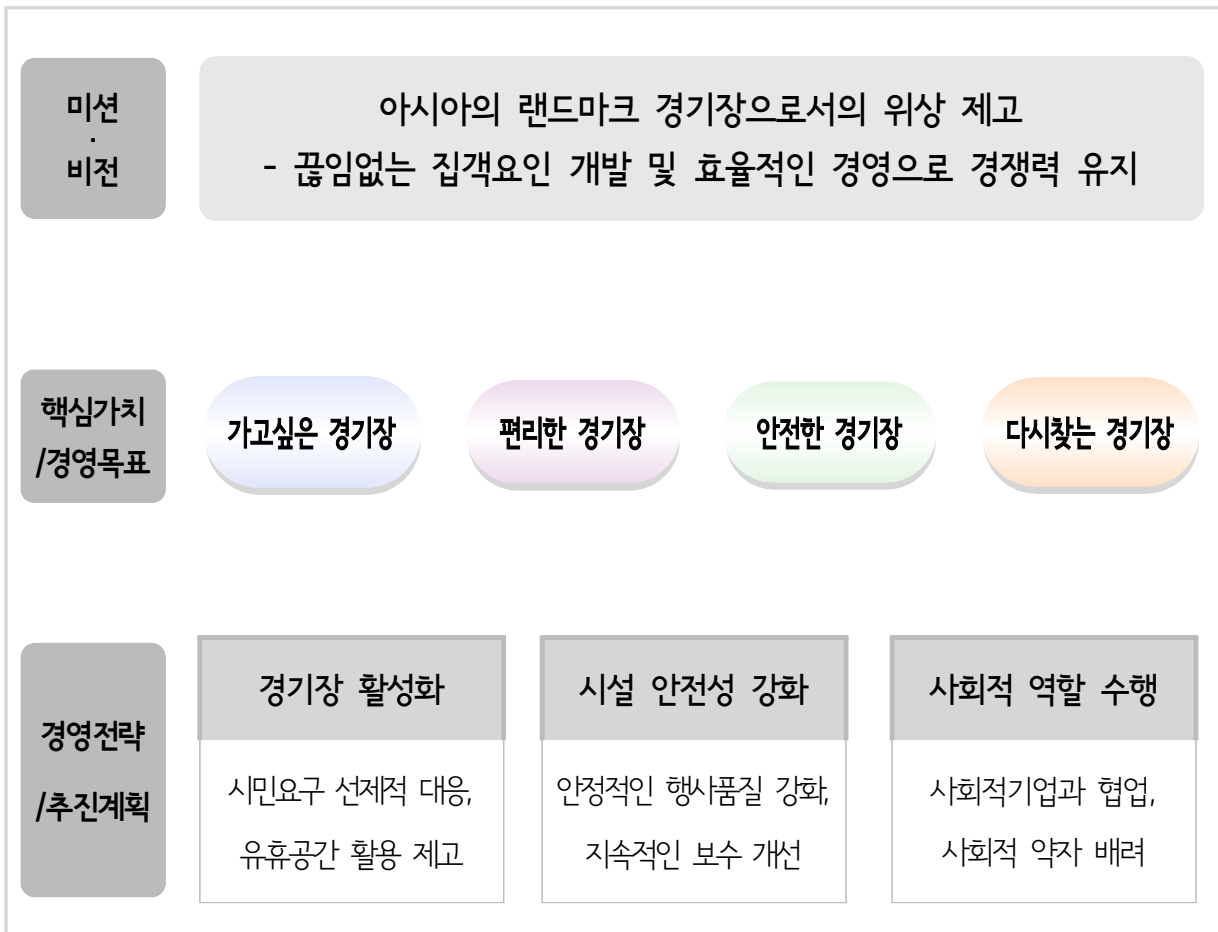 미션
·
비전
아시아의 랜드마크 경기장으로서의 위상 제고
- 끊임없는 집객요인 개발 및 효율적인 경영으로 경쟁력 유지
핵심가치
/경영목표
가고싶은 경기장
편리한 경기장
안전한 경기장
다시찾는 경기장
경영전략
/추진계획
경기장 활성화
시민요구 선제적 대응,
유휴공간 활용 제고
시설 안전성 강화
안정적인 행사품질 강화,
지속적인 보수 개선
사회적 역할 수행
사회적기업과 협업,
사회적 약자 배려